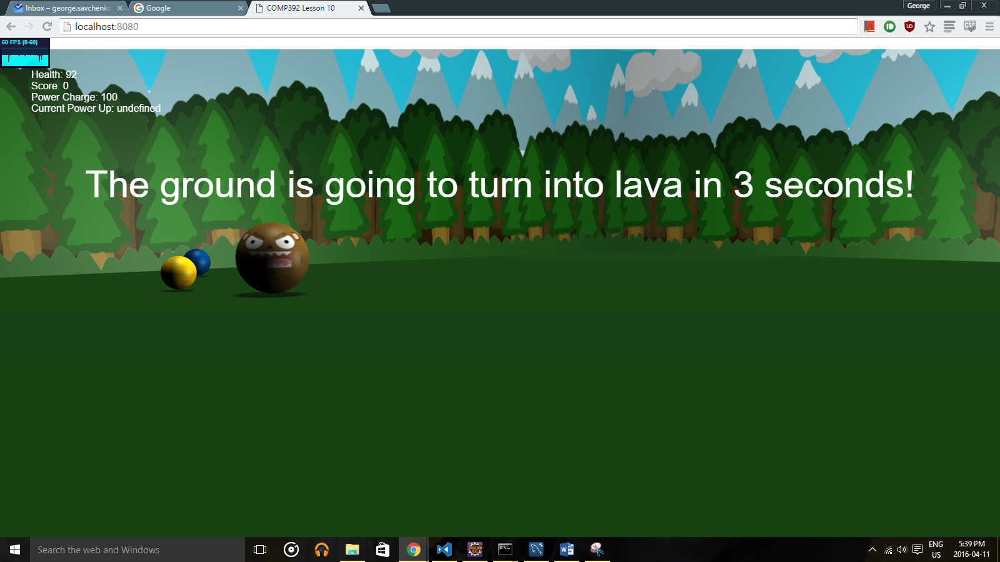 Inbox – george.savchenko
Google
COMP392 Lesson 10
George
localhost:8080
60 FPS (0-60)
Health: 92
Score: 0
Power Charge: 100
Current Power Up: undefined
The ground is going to turn into lava in 3 seconds!
Search the web and Windows
ENG
US
5:39 PM
2016-04-11